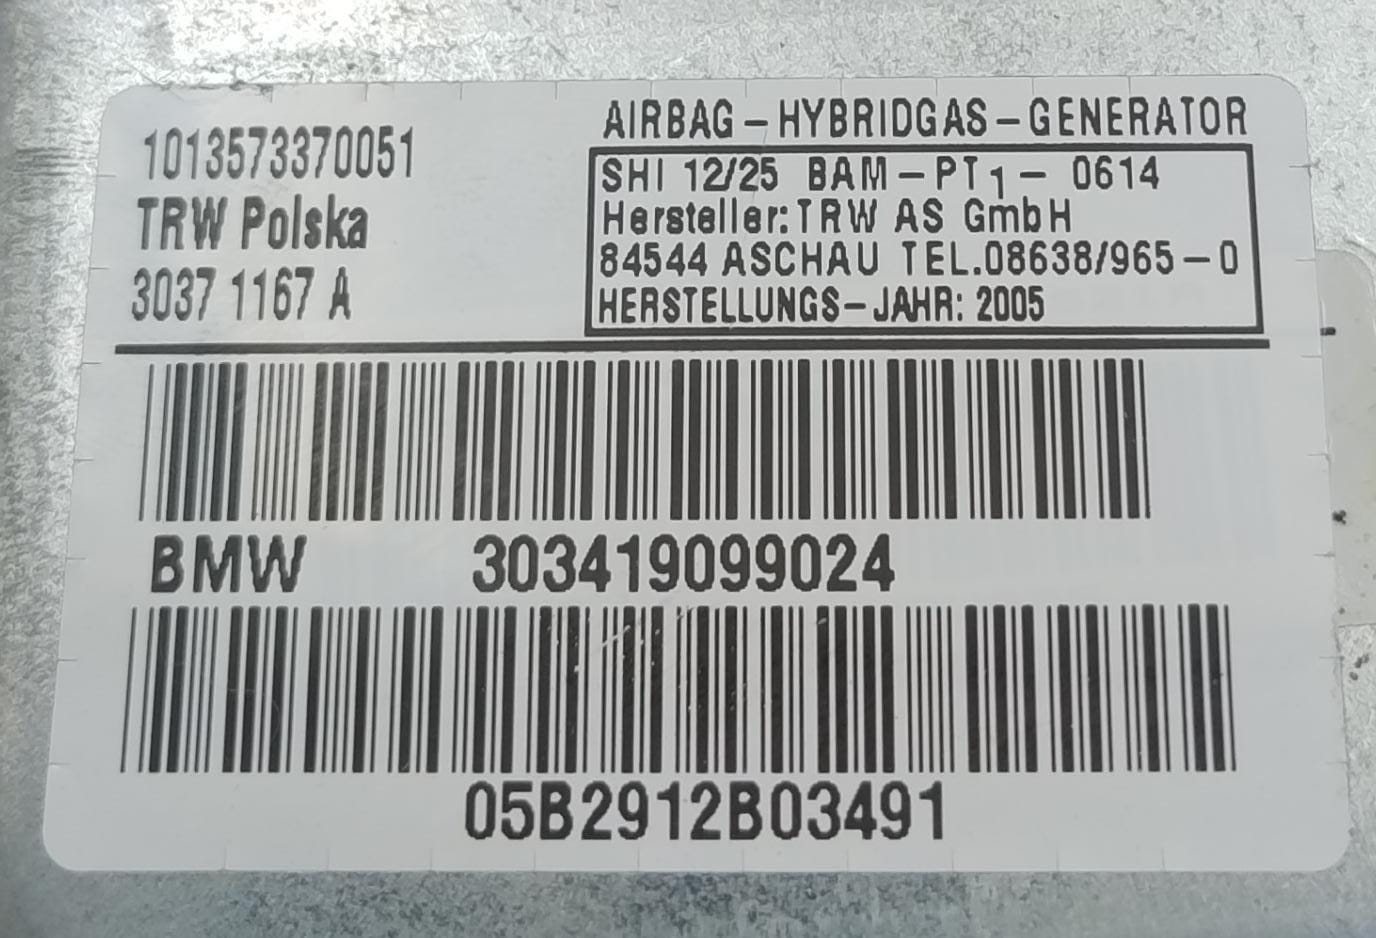 1013573370051
TRW Polska
3037 1167 A
AIRBAG-HYBRIDGAS-GENERATOR
SHI 12/25 BAM-PT1- 0614
Hersteller:TRW AS GmbH
84544 ASCHAU TEL.08638/965-0
HERSTELLUNGS-JAHR: 2005
BMW 303419099024
05B2912B03491